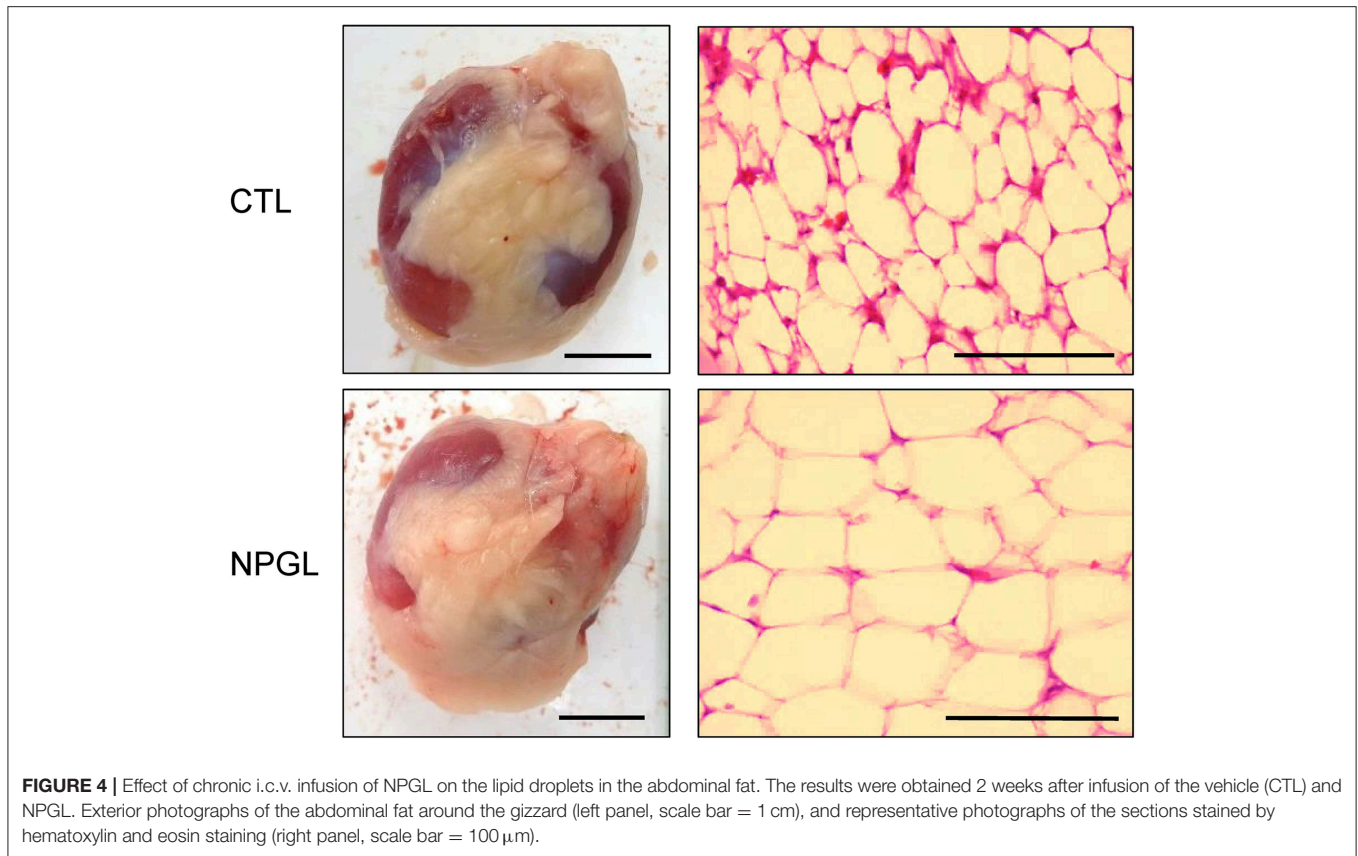 CTL
NPGL
FIGURE 4 | Effect of chronic i.c.v. infusion of NPGL on the lipid droplets in the abdominal fat. The results were obtained 2 weeks after infusion of the vehicle (CTL) and
NPGL. Exterior photographs of the abdominal fat around the gizzard (left panel, scale bar = 1 cm), and representative photographs of the sections stained by
hematoxylin and eosin staining (right panel, scale bar = 100 μm).